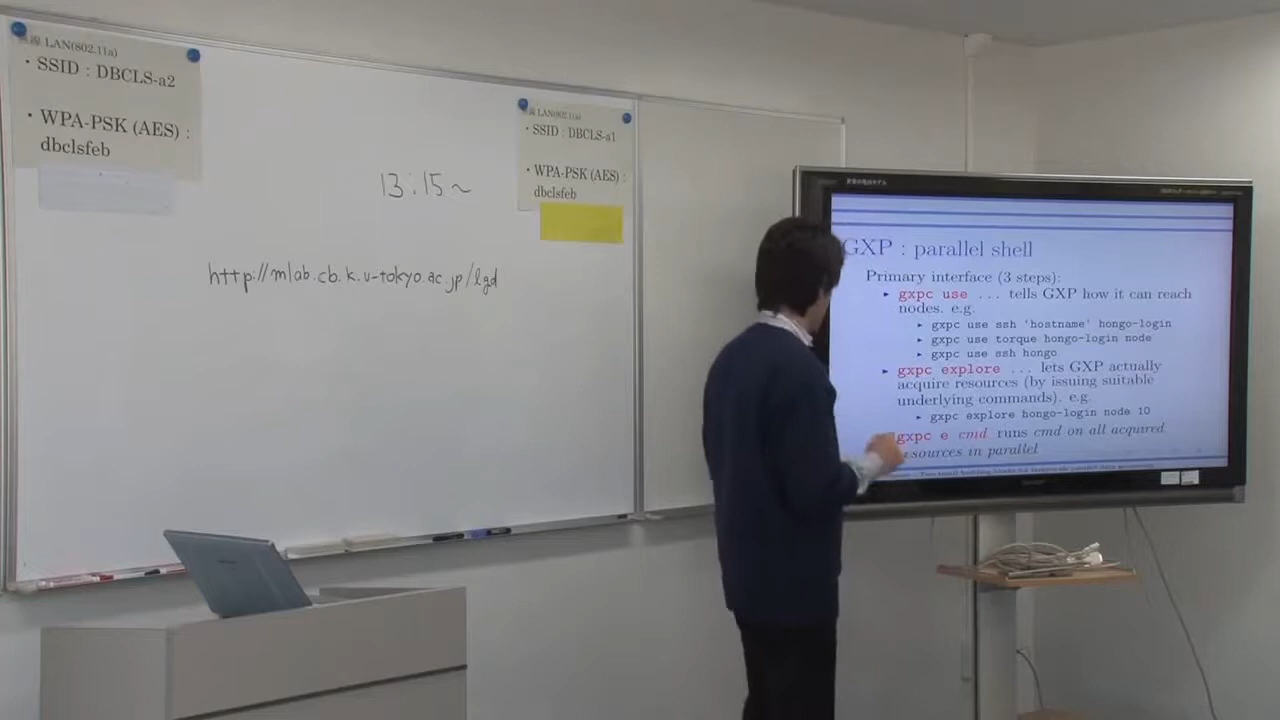 LAN(802.11a)
・SSID : DBCLS-a2
・WPA-PSK (AES) :
dbclsfeb
LAN(802.11a)
・SSID : DBCLS-a1
・WPA-PSK (AES) :
dbclsfeb
13:15~
http://mlab.cb.k.u-tokyo.ac.jp/lgd
GXP : parallel shell
Primary interface (3 steps):
gxpc use ... tells GXP how it can reach
nodes. e.g.
gxpc use ssh 'hostname' hongo-login
gxpc use torque hongo-login node
gxpc use ssh hongo
gxpc explore ... lets GXP actually
acquire resources (by issuing suitable
underlying commands). e.g.
gxpc explore hongo-login node 10
gxpc e cmd runs cmd on all acquired
sources in parallel